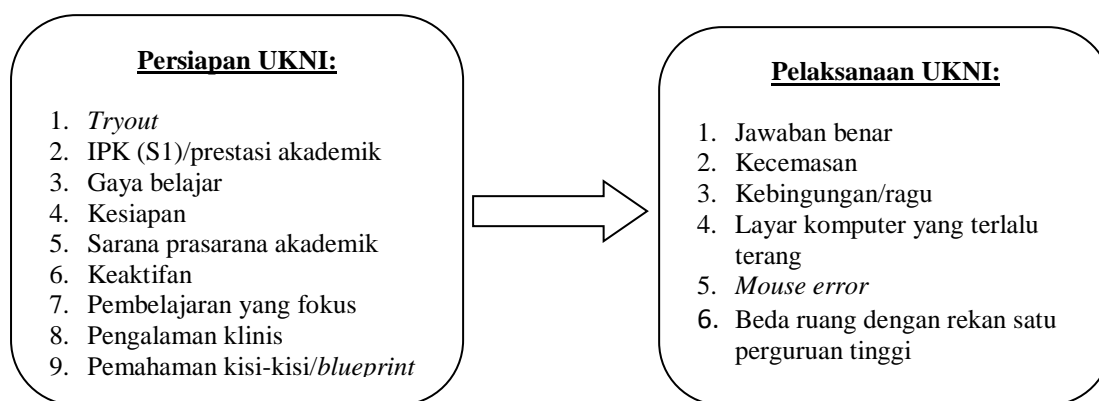 Persiapan UKNI:
1. Tryout
2. IPK (S1)/prestasi akademik
3. Gaya belajar
4. Kesiapan
5. Sarana prasarana akademik
6. Keaktifan
7. Pembelajaran yang fokus
8. Pengalaman klinis
9. Pemahaman kisi-kisi/blueprint
Pelaksanaan UKNI:
1. Jawaban benar
2. Kecemasan
3. Kebingungan/ragu
4. Layar komputer yang terlalu
terang
5. Mouse error
6. Beda ruang dengan rekan satu
perguruan tinggi